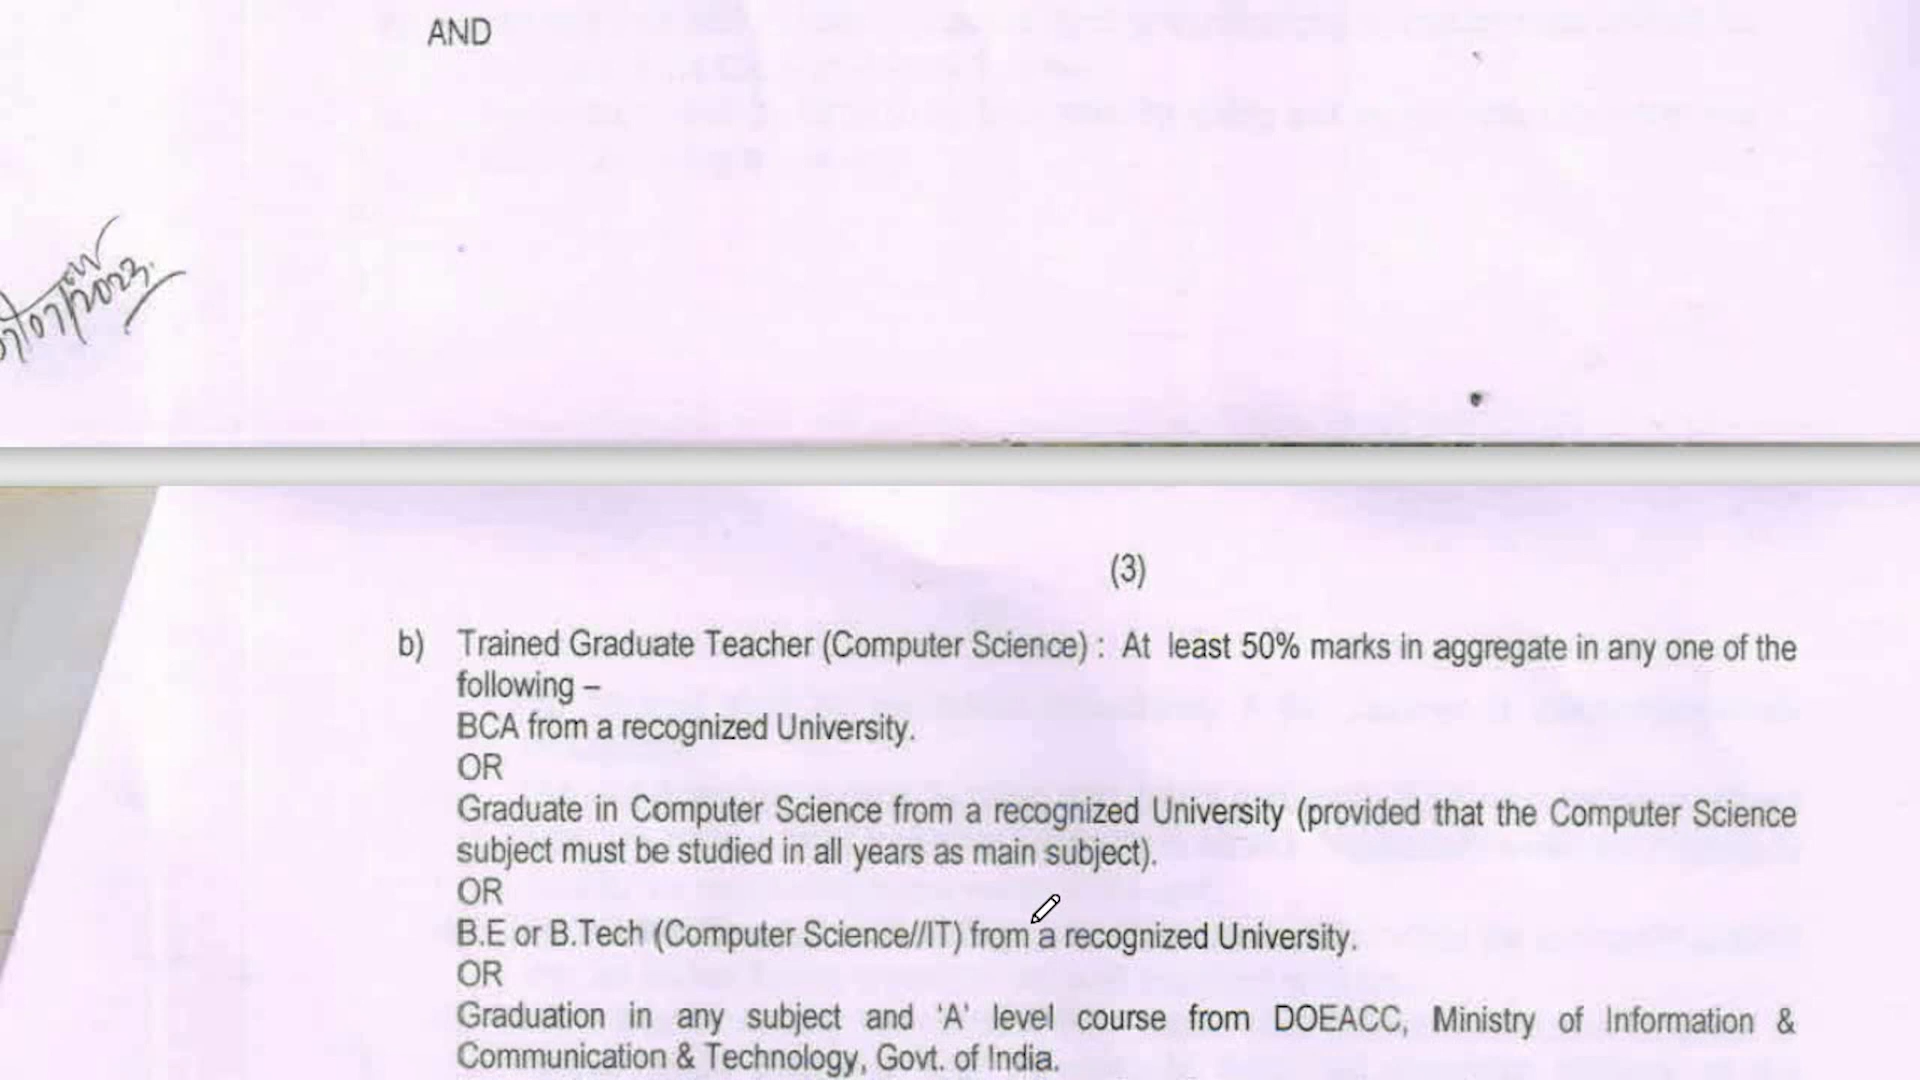 AND
07/07/2023.
(3)
b) Trained Graduate Teacher (Computer Science) : At least 50% marks in aggregate in any one of the
following –
BCA from a recognized University.
OR
Graduate in Computer Science from a recognized University (provided that the Computer Science
subject must be studied in all years as main subject).
OR
B.E or B.Tech (Computer Science//IT) from a recognized University.
OR
Graduation in any subject and 'A' level course from DOEACC, Ministry of Information &
Communication & Technology, Govt. of India.